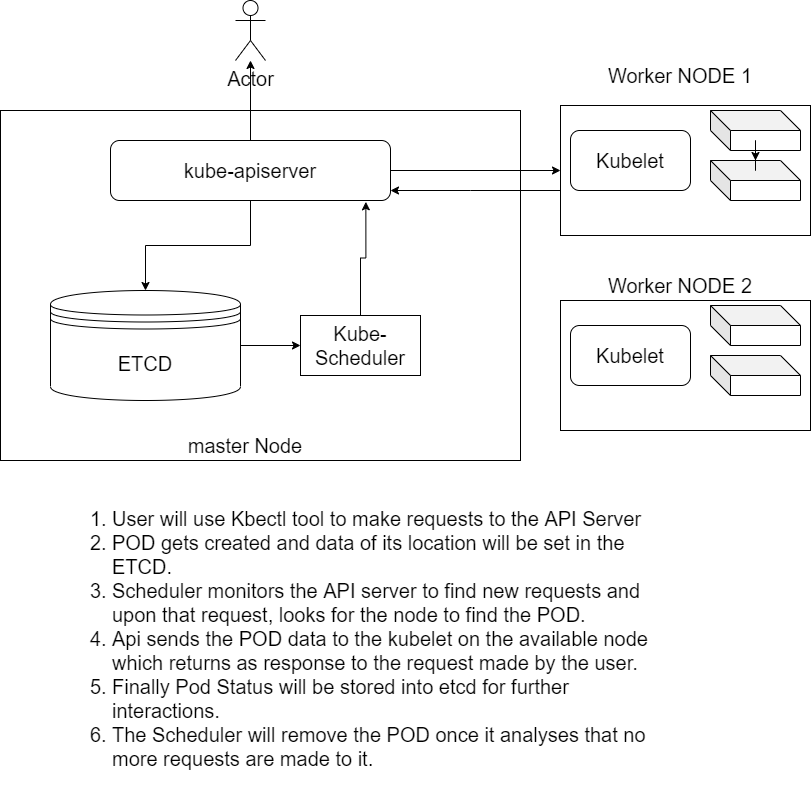 Actor
Worker NODE 1
kube-apiserver
Kubelet
Worker NODE 2
Kube-
Scheduler
ETCD
Kubelet
master Node
1. User will use Kbectl tool to make requests to the API Server
2. POD gets created and data of its location will be set in the
ETCD.
3. Scheduler monitors the API server to find new requests and
upon that request, looks for the node to find the POD.
4. Api sends the POD data to the kubelet on the available node
which returns as response to the request made by the user.
5. Finally Pod Status will be stored into etcd for further
interactions.
6. The Scheduler will remove the POD once it analyses that no
more requests are made to it.